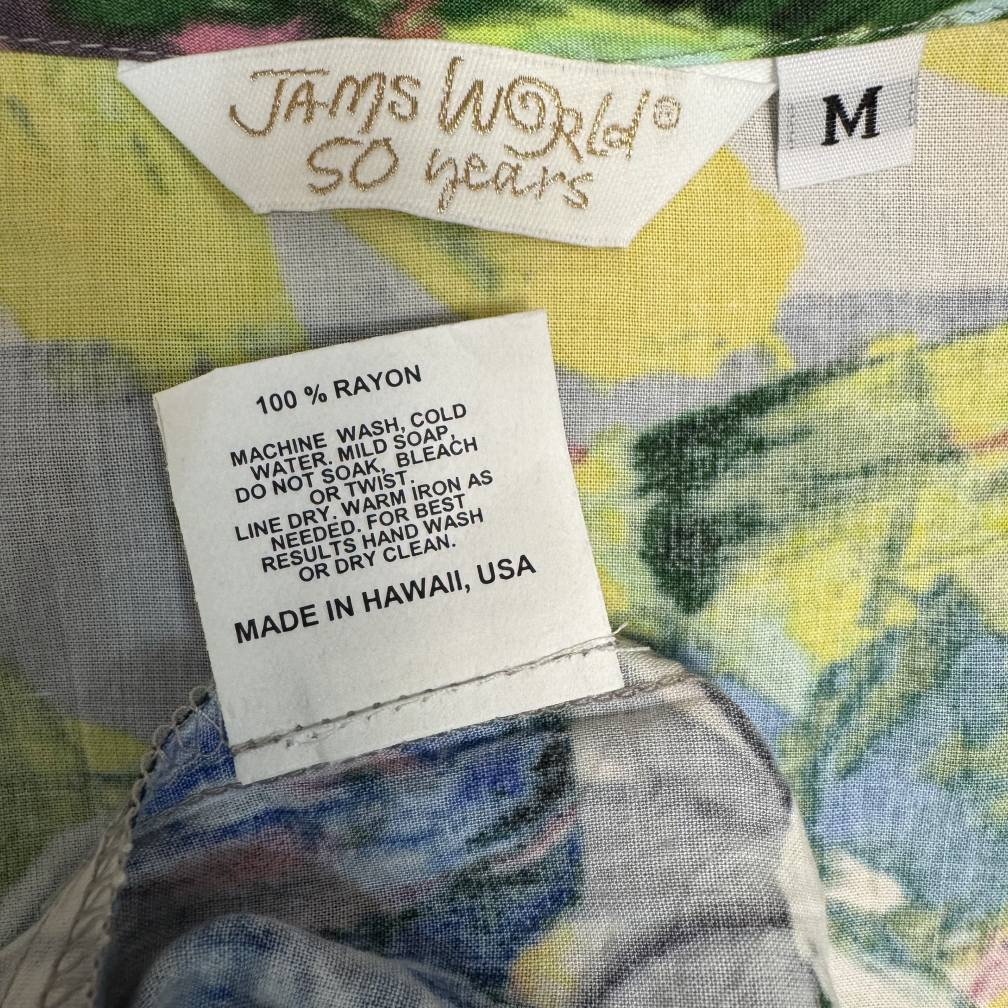 JAMS WORLD®
50 years
M
100 % RAYON
MACHINE WASH, COLD
WATER. MILD SOAP,
DO NOT SOAK, BLEACH
OR TWIST.
LINE DRY. WARM IRON AS
NEEDED. FOR BEST
RESULTS HAND WASH
OR DRY CLEAN.
MADE IN HAWAII, USA